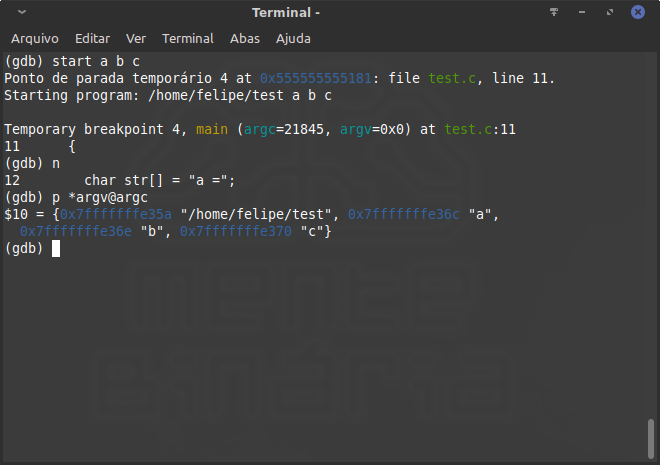 Terminal -
Arquivo Editar Ver Terminal Abas Ajuda
(gdb) start a b c
Ponto de parada temporário 4 at 0x555555555181: file test.c, line 11.
Starting program: /home/felipe/test a b c
Temporary breakpoint 4, main (argc=21845, argv=0x0) at test.c:11
11      {
(gdb) n
12        char str[] = "a =";
(gdb) p *argv@argc
$10 = {0x7fffffffe35a "/home/felipe/test", 0x7fffffffe36c "a",
  0x7fffffffe36e "b", 0x7fffffffe370 "c"}
(gdb)
mente
binária